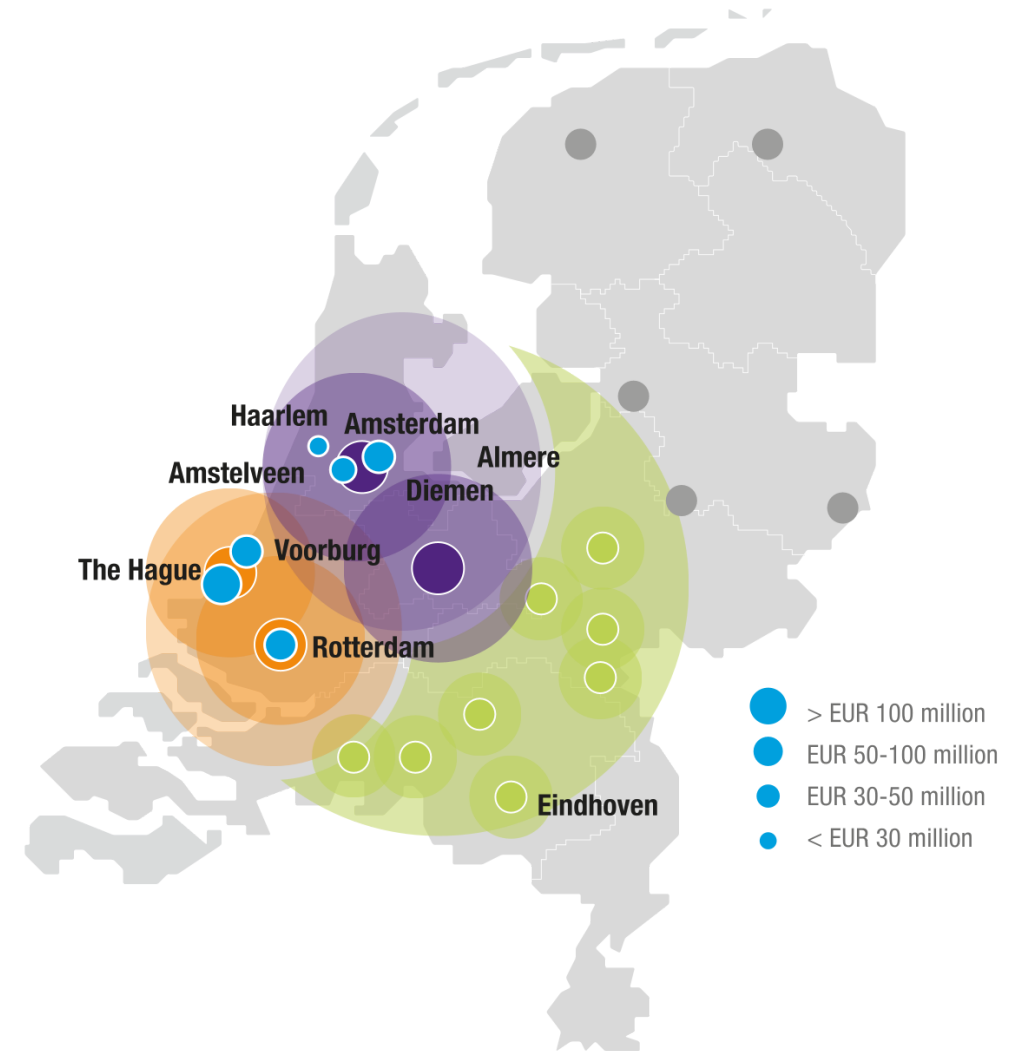 Haarlem
Amsterdam
Amstelveen
Almere
Diemen
Voorburg
The Hague
Rotterdam
Eindhoven
> EUR 100 million
EUR 50-100 million
EUR 30-50 million
< EUR 30 million